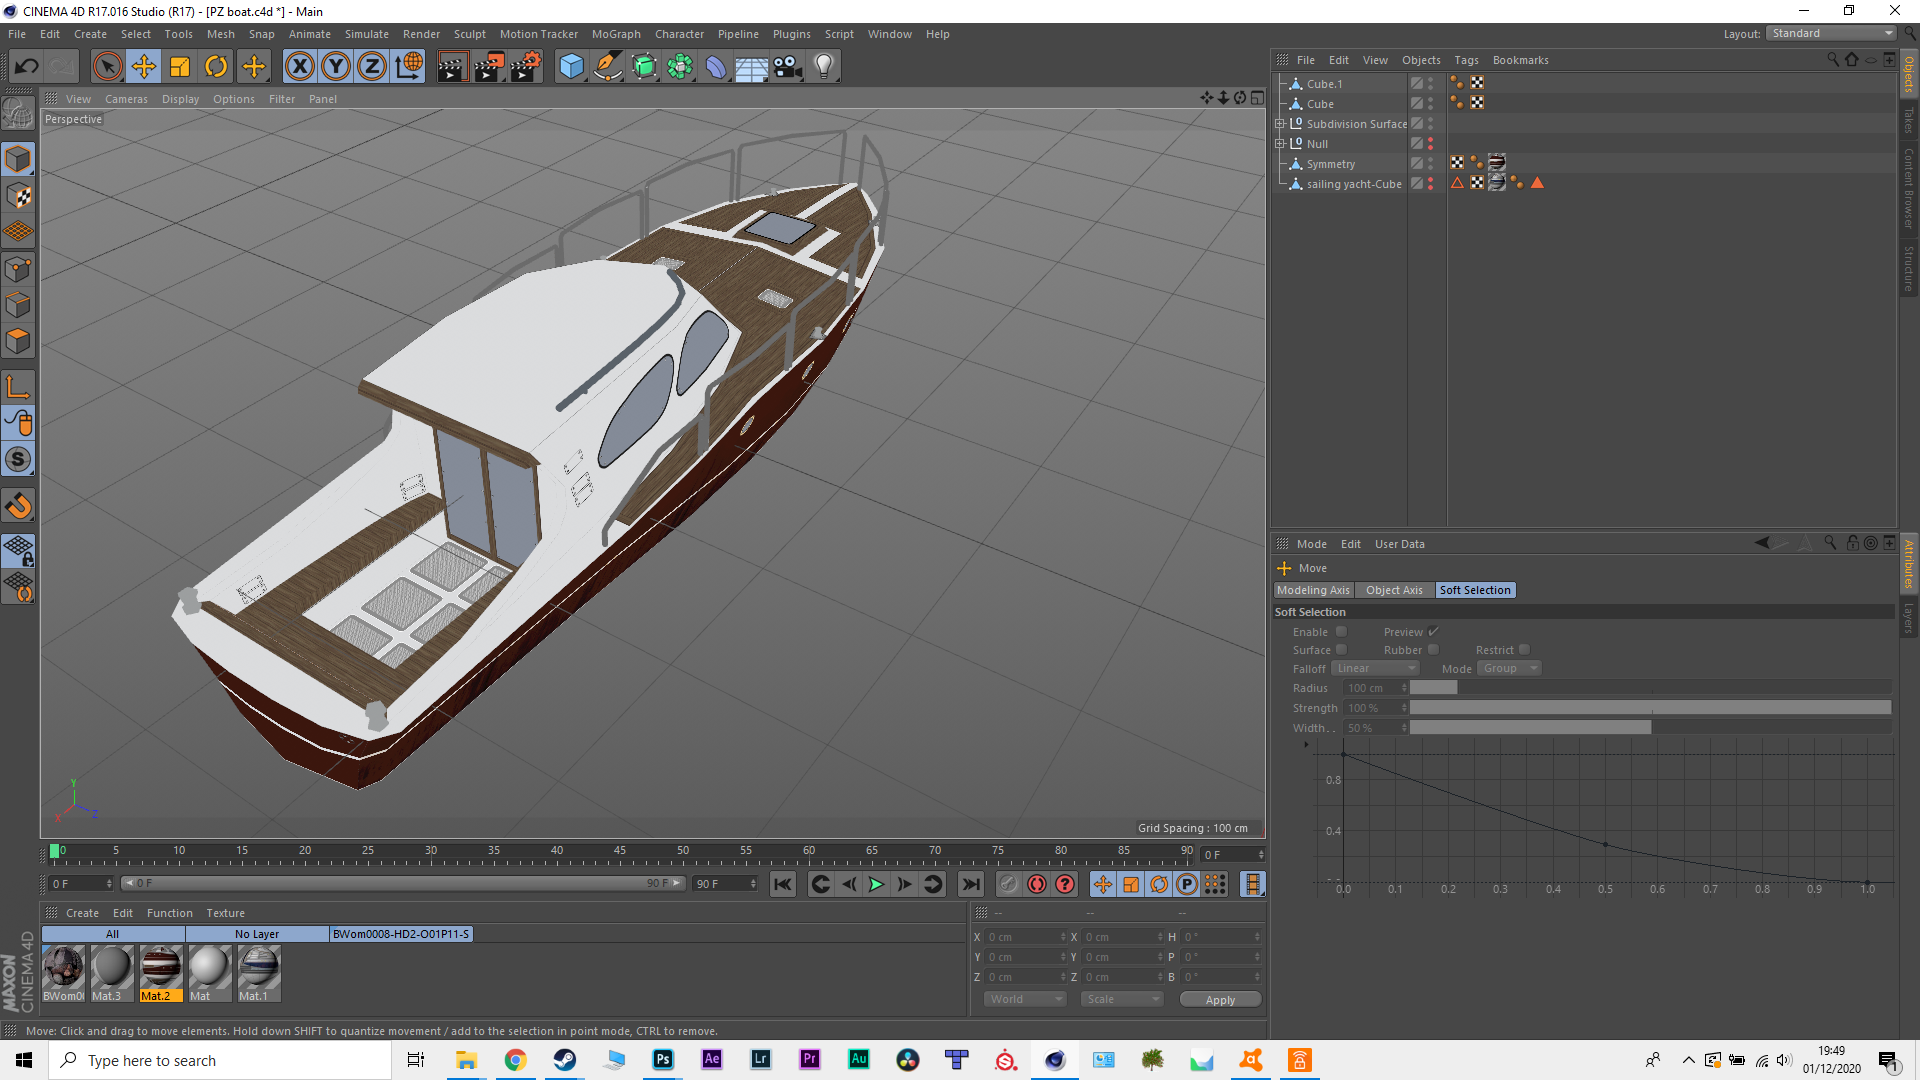 CINEMA 4D R17.016 Studio (R17) - [PZ boat.c4d *] - Main
File Edit Create Select Tools Mesh Snap Animate Simulate Render Sculpt Motion Tracker MoGraph Character Pipeline Plugins Script Window Help
Layout: Standard
X Y Z
File Edit View Objects Tags Bookmarks
View Cameras Display Options Filter Panel
Perspective
Cube.1
Cube
Subdivision Surface
Null
Symmetry
sailing yacht-Cube
Objects
Takes
Content Browser
Structure
Mode Edit User Data
Move
Modeling Axis Object Axis Soft Selection
Soft Selection
Enable Preview
Surface Rubber Restrict
Falloff Linear Mode Group
Radius 100 cm
Strength 100 %
Width. . 50 %
0.8
0.4
0.0 0.1 0.2 0.3 0.4 0.5 0.6 0.7 0.8 0.9 1.0
Attributes
Layers
Y
X Z
Grid Spacing : 100 cm
0 5 10 15 20 25 30 35 40 45 50 55 60 65 70 75 80 85 90 0 F
0 F 0 F 90 F 90 F
Create Edit Function Texture
All No Layer BWom0008-HD2-O01P11-S
BWom00 Mat.3 Mat.2 Mat Mat.1
-- -- --
X 0 cm X 0 cm H 0 °
Y 0 cm Y 0 cm P 0 °
Z 0 cm Z 0 cm B 0 °
World Scale Apply
MAXON
CINEMA 4D
Move: Click and drag to move elements. Hold down SHIFT to quantize movement / add to the selection in point mode, CTRL to remove.
Type here to search
Ps Ae Lr Pr Au
19:49
01/12/2020
1